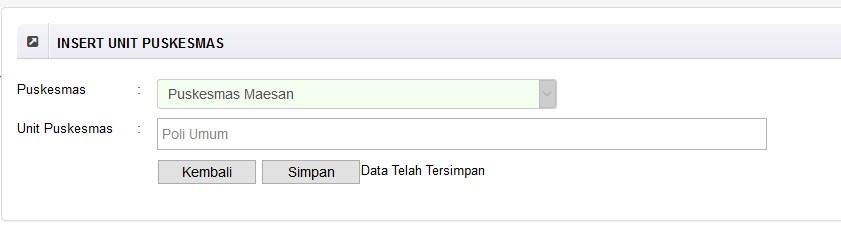 INSERT UNIT PUSKESMAS
Puskesmas : Puskesmas Maesan
Unit Puskesmas : Poli Umum
Kembali Simpan Data Telah Tersimpan